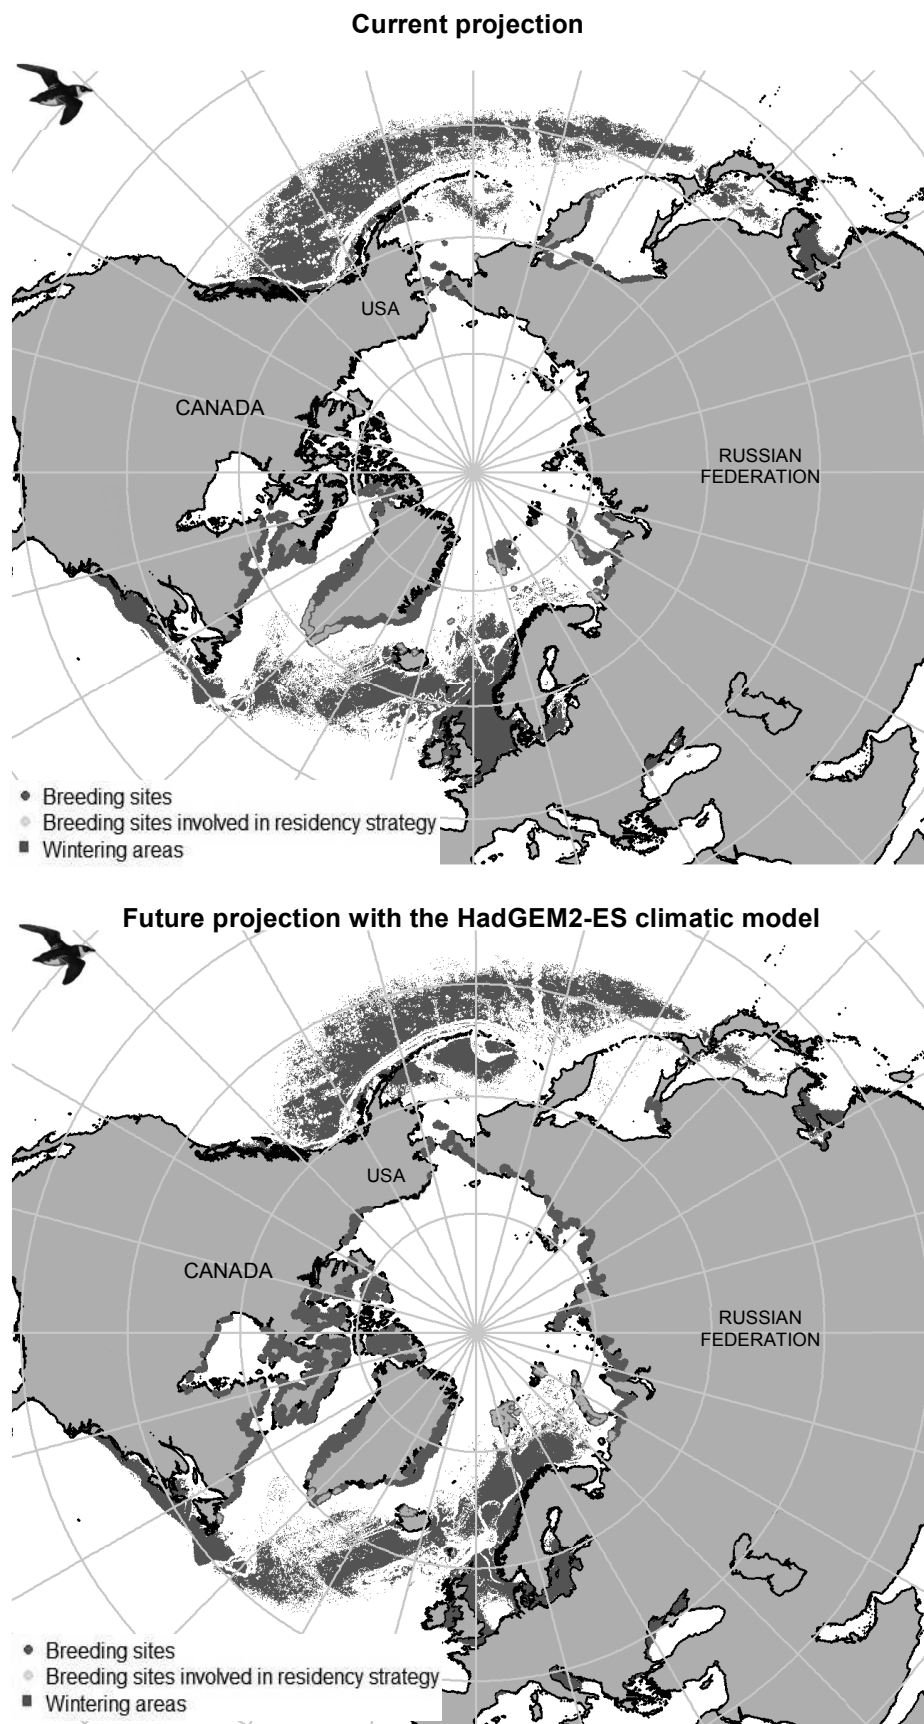 Current projection
USA
CANADA
RUSSIAN
FEDERATION
Breeding sites
Breeding sites involved in residency strategy
Wintering areas
Future projection with the HadGEM2-ES climatic model
USA
CANADA
RUSSIAN
FEDERATION
Breeding sites
Breeding sites involved in residency strategy
Wintering areas